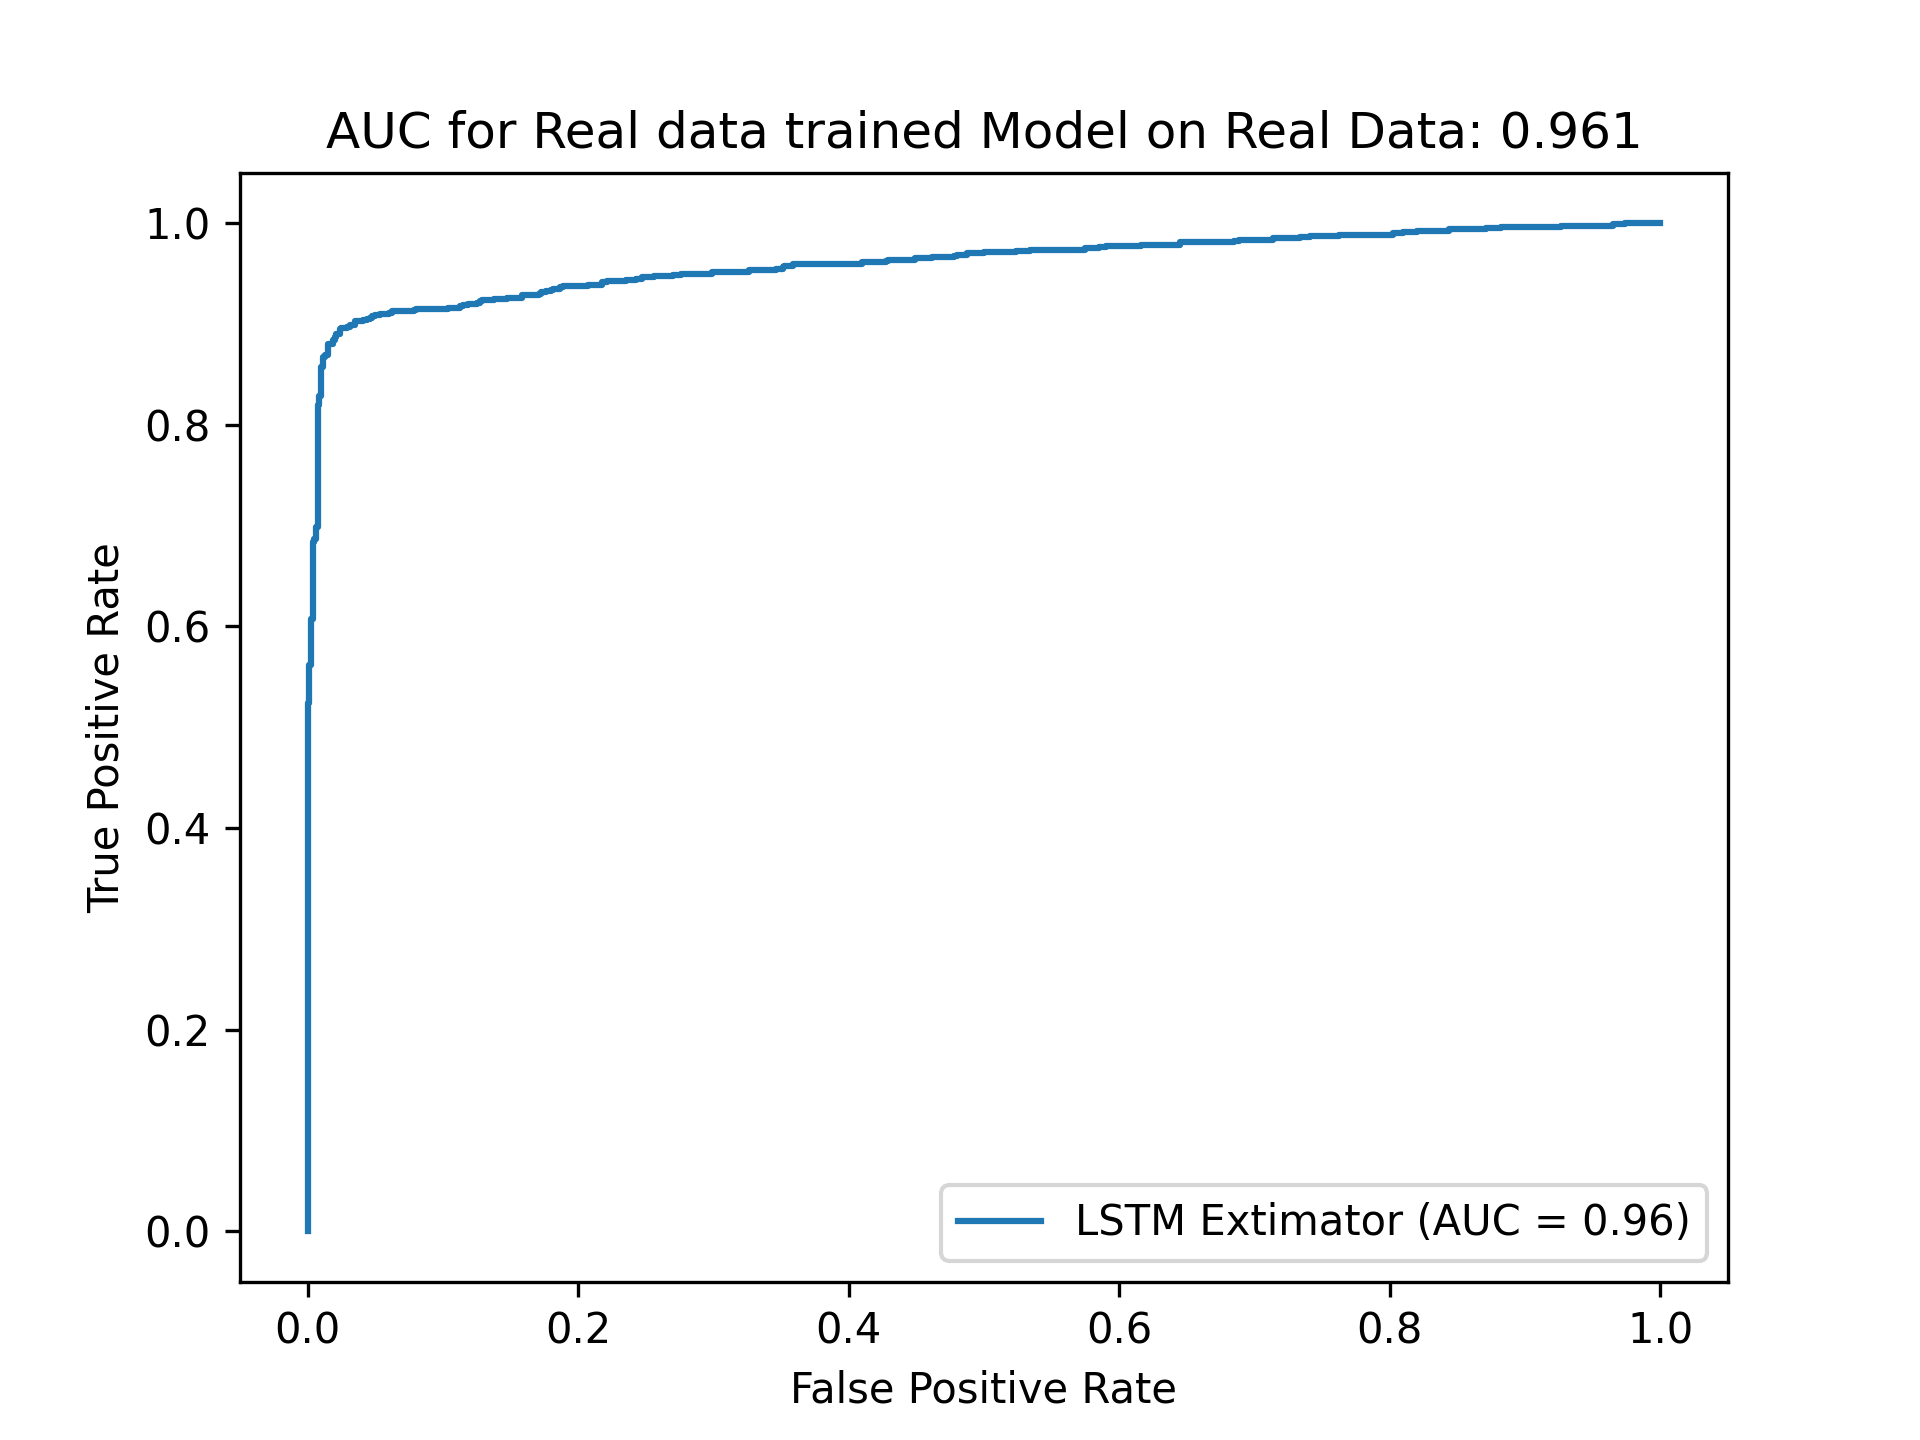 AUC for Real data trained Model on Real Data: 0.961
1.0
0.8
0.6
0.4
0.2
0.0
True Positive Rate
LSTM Extimator (AUC = 0.96)
0.0 0.2 0.4 0.6 0.8 1.0
False Positive Rate